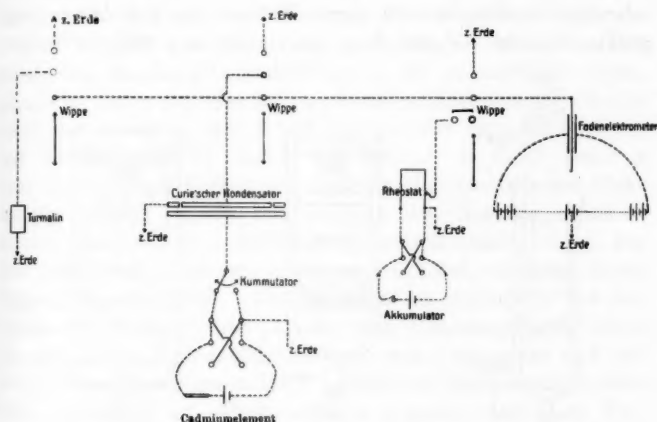 z. Erde
z. Erde
z. Erde
Wippe
Wippe
Wippe
Fadenelektrometer
Curie'scher Kondensator
Rheostat
Turmalin
z. Erde
z. Erde
z. Erde
z. Erde
Kummutator
Akkumulator
z. Erde
Cadmiumelement